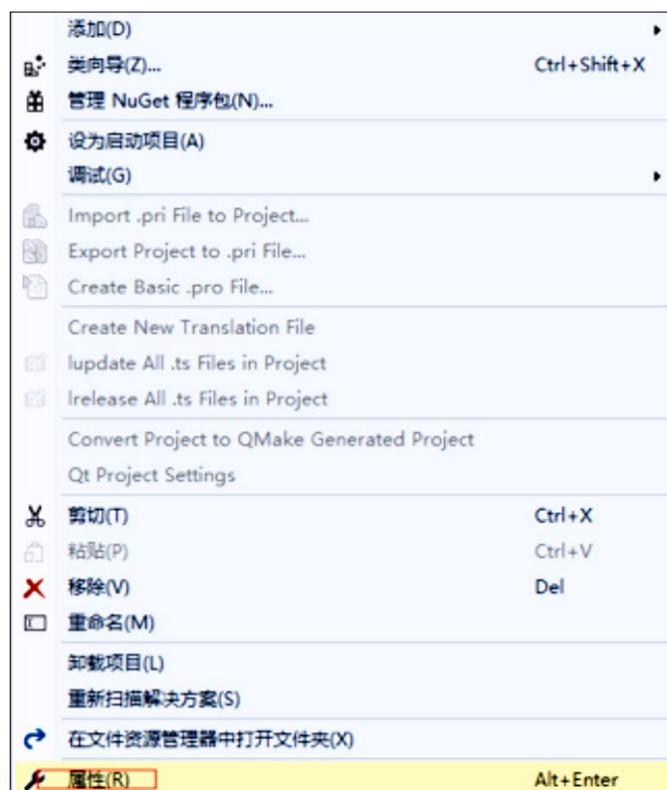 添加(D)
类向导(Z)... Ctrl+Shift+X
管理 NuGet 程序包(N)...
设为启动项目(A)
调试(G)
Import .pri File to Project...
Export Project to .pri File...
Create Basic .pro File...
Create New Translation File
lupdate All .ts Files in Project
lrelease All .ts Files in Project
Convert Project to QMake Generated Project
Qt Project Settings
剪切(T) Ctrl+X
粘贴(P) Ctrl+V
移除(V) Del
重命名(M)
卸载项目(L)
重新扫描解决方案(S)
在文件资源管理器中打开文件夹(X)
属性(R) Alt+Enter